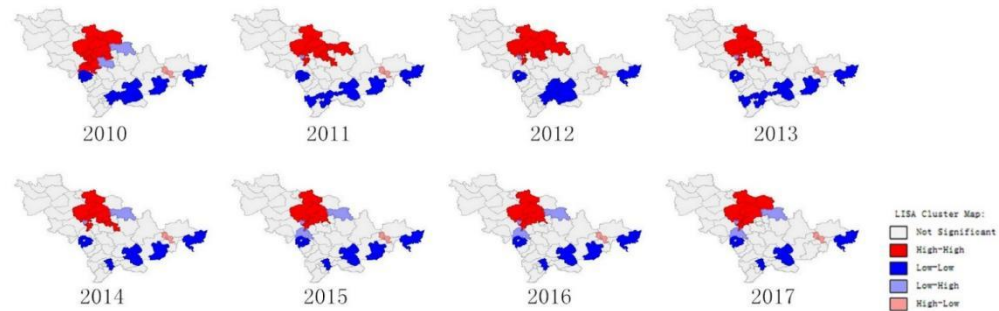 2010
2011
2012
2013
2014
2015
2016
2017
LISA Cluster Map:
Not Significant
High-High
Low-Low
Low-High
High-Low